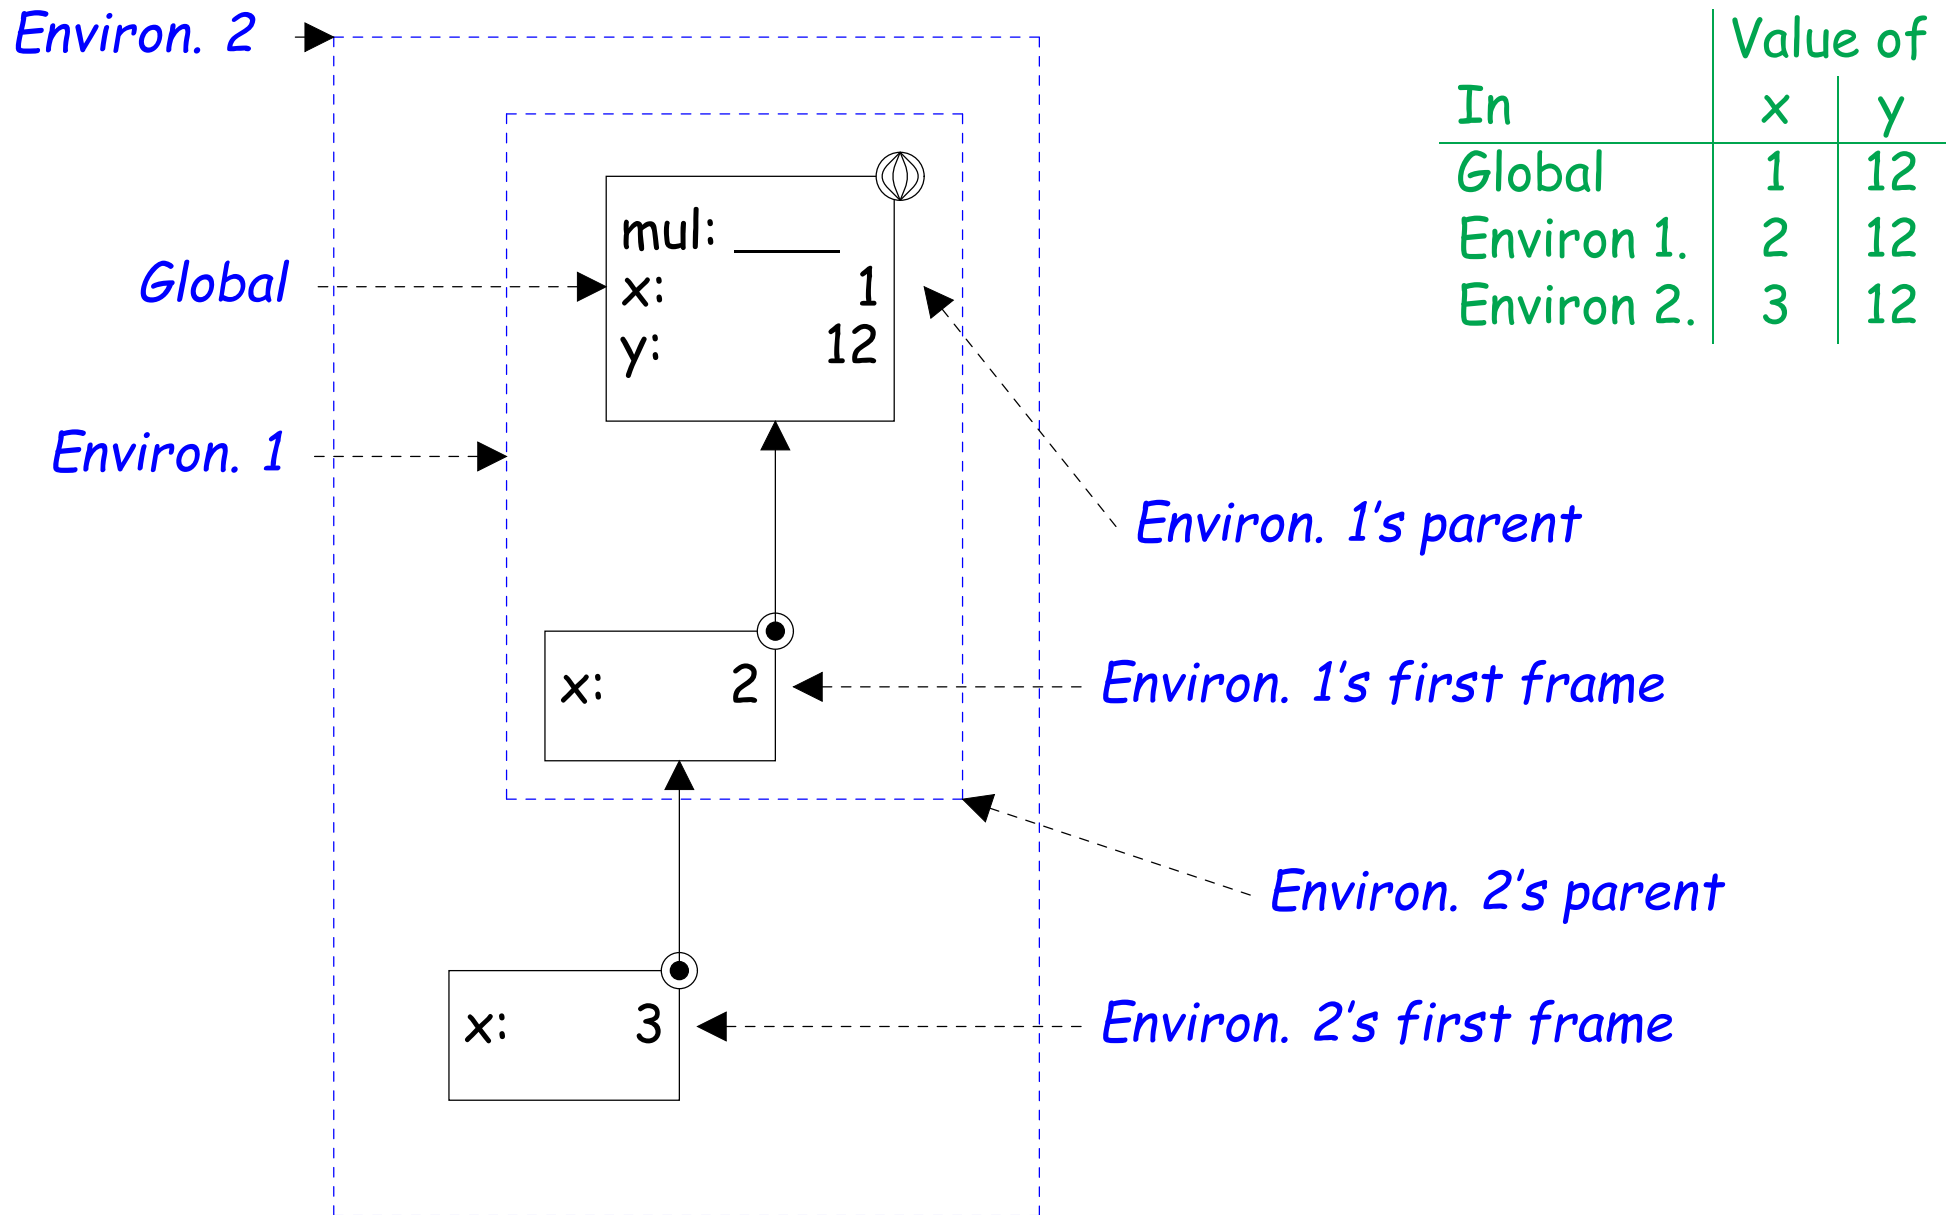 Environ. 2
Value of
In x y
Global 1 12
Environ 1. 2 12
Environ 2. 3 12
mul: _____
Global
x: 1
y: 12
Environ. 1
Environ. 1's parent
x: 2
Environ. 1's first frame
Environ. 2's parent
x: 3
Environ. 2's first frame